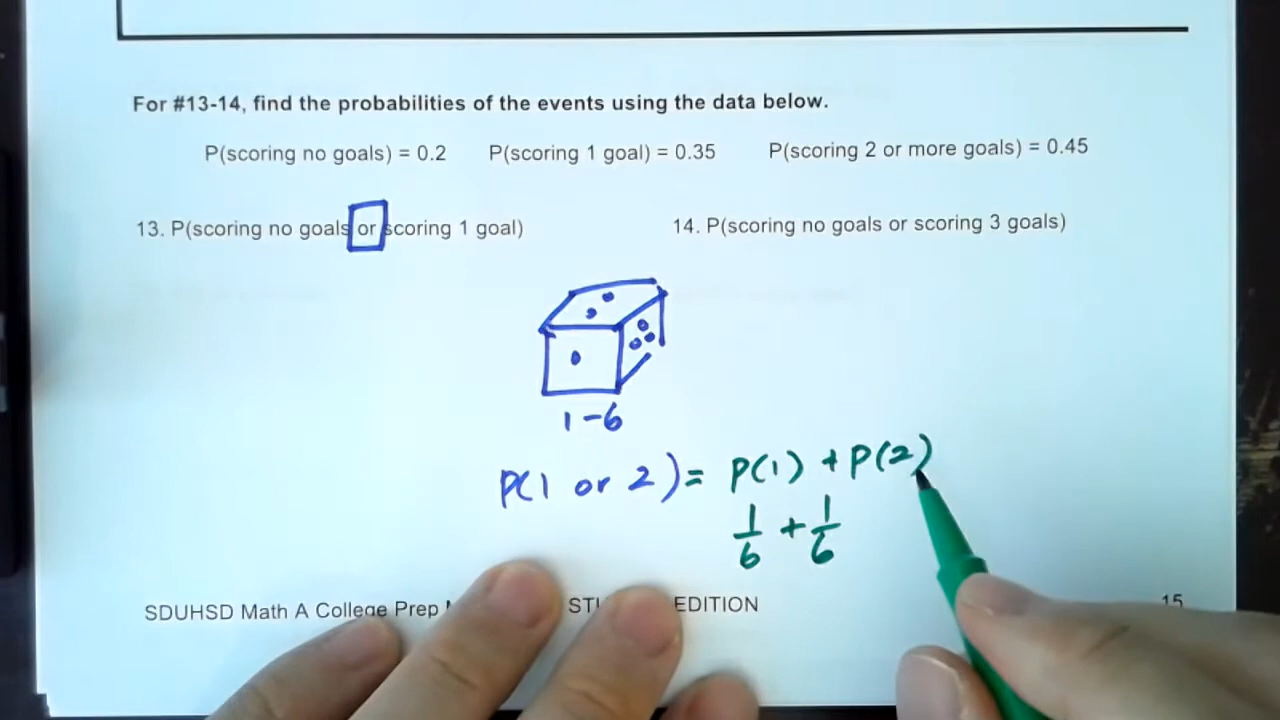 For #13-14, find the probabilities of the events using the data below.
P(scoring no goals) = 0.2 P(scoring 1 goal) = 0.35 P(scoring 2 or more goals) = 0.45
13. P(scoring no goals or scoring 1 goal) 14. P(scoring no goals or scoring 3 goals)
1-6
P(1 or 2) = P(1) + P(2)
1/6 + 1/6
SDUHSD Math A College Prep EDITION 15